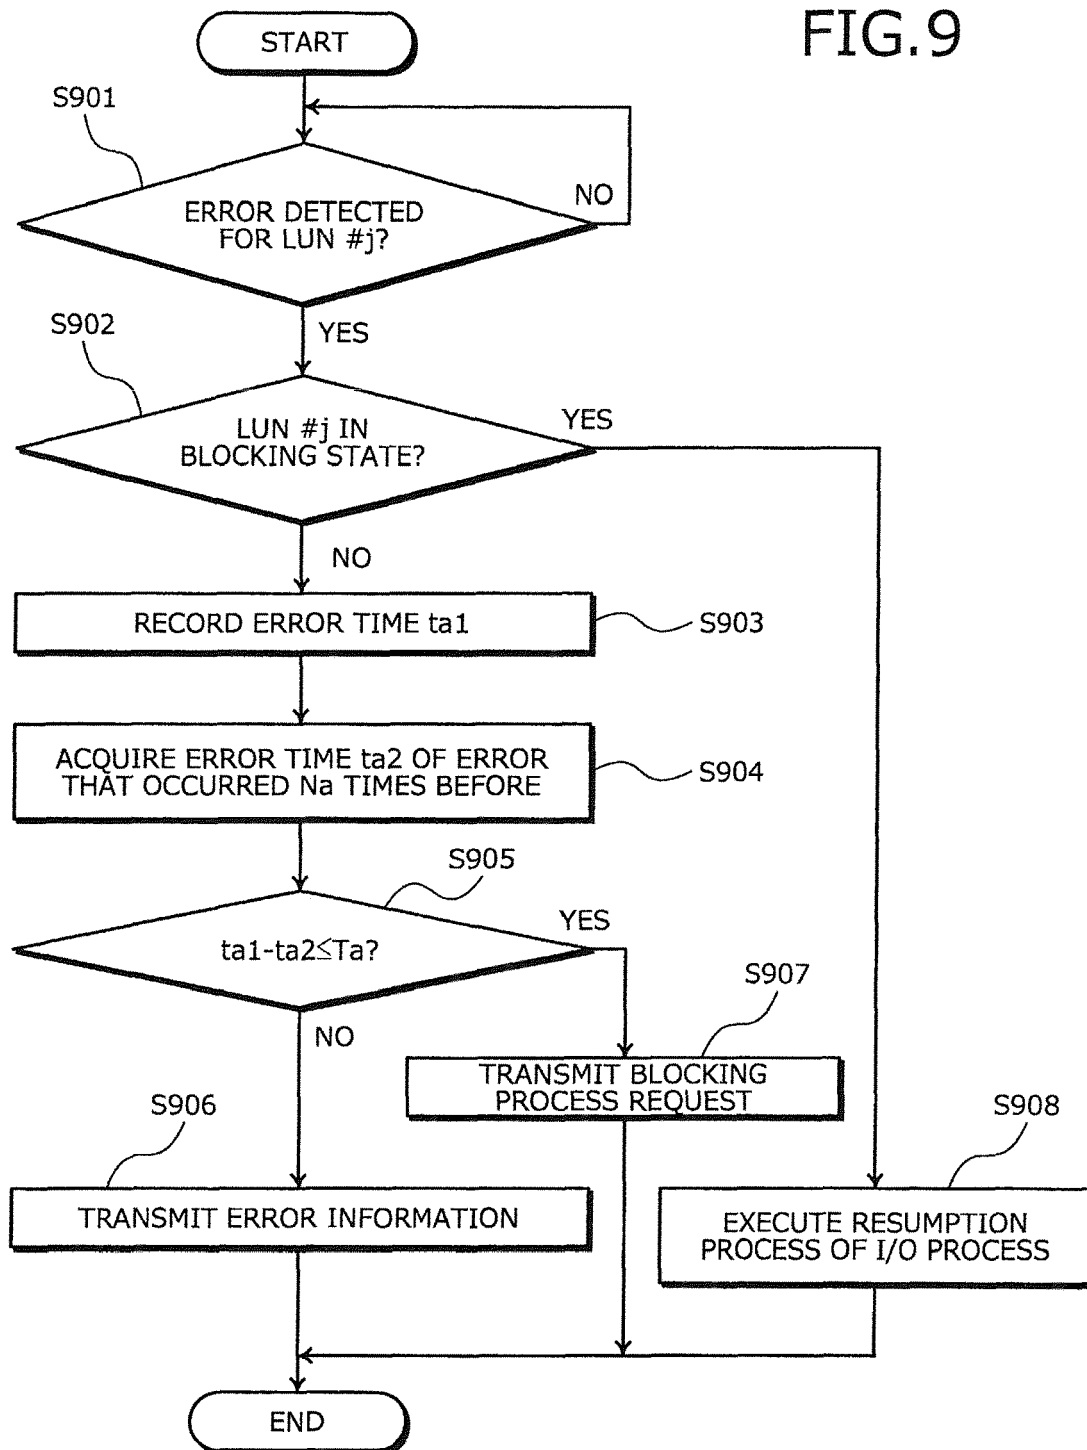 FIG.9
START
S901
ERROR DETECTED
FOR LUN #j?
NO
YES
S902
LUN #j IN
BLOCKING STATE?
YES
NO
RECORD ERROR TIME ta1
S903
ACQUIRE ERROR TIME ta2 OF ERROR
THAT OCCURRED Na TIMES BEFORE
S904
S905
ta1-ta2≤Ta?
YES
NO
S907
TRANSMIT BLOCKING
PROCESS REQUEST
S906
TRANSMIT ERROR INFORMATION
S908
EXECUTE RESUMPTION
PROCESS OF I/O PROCESS
END